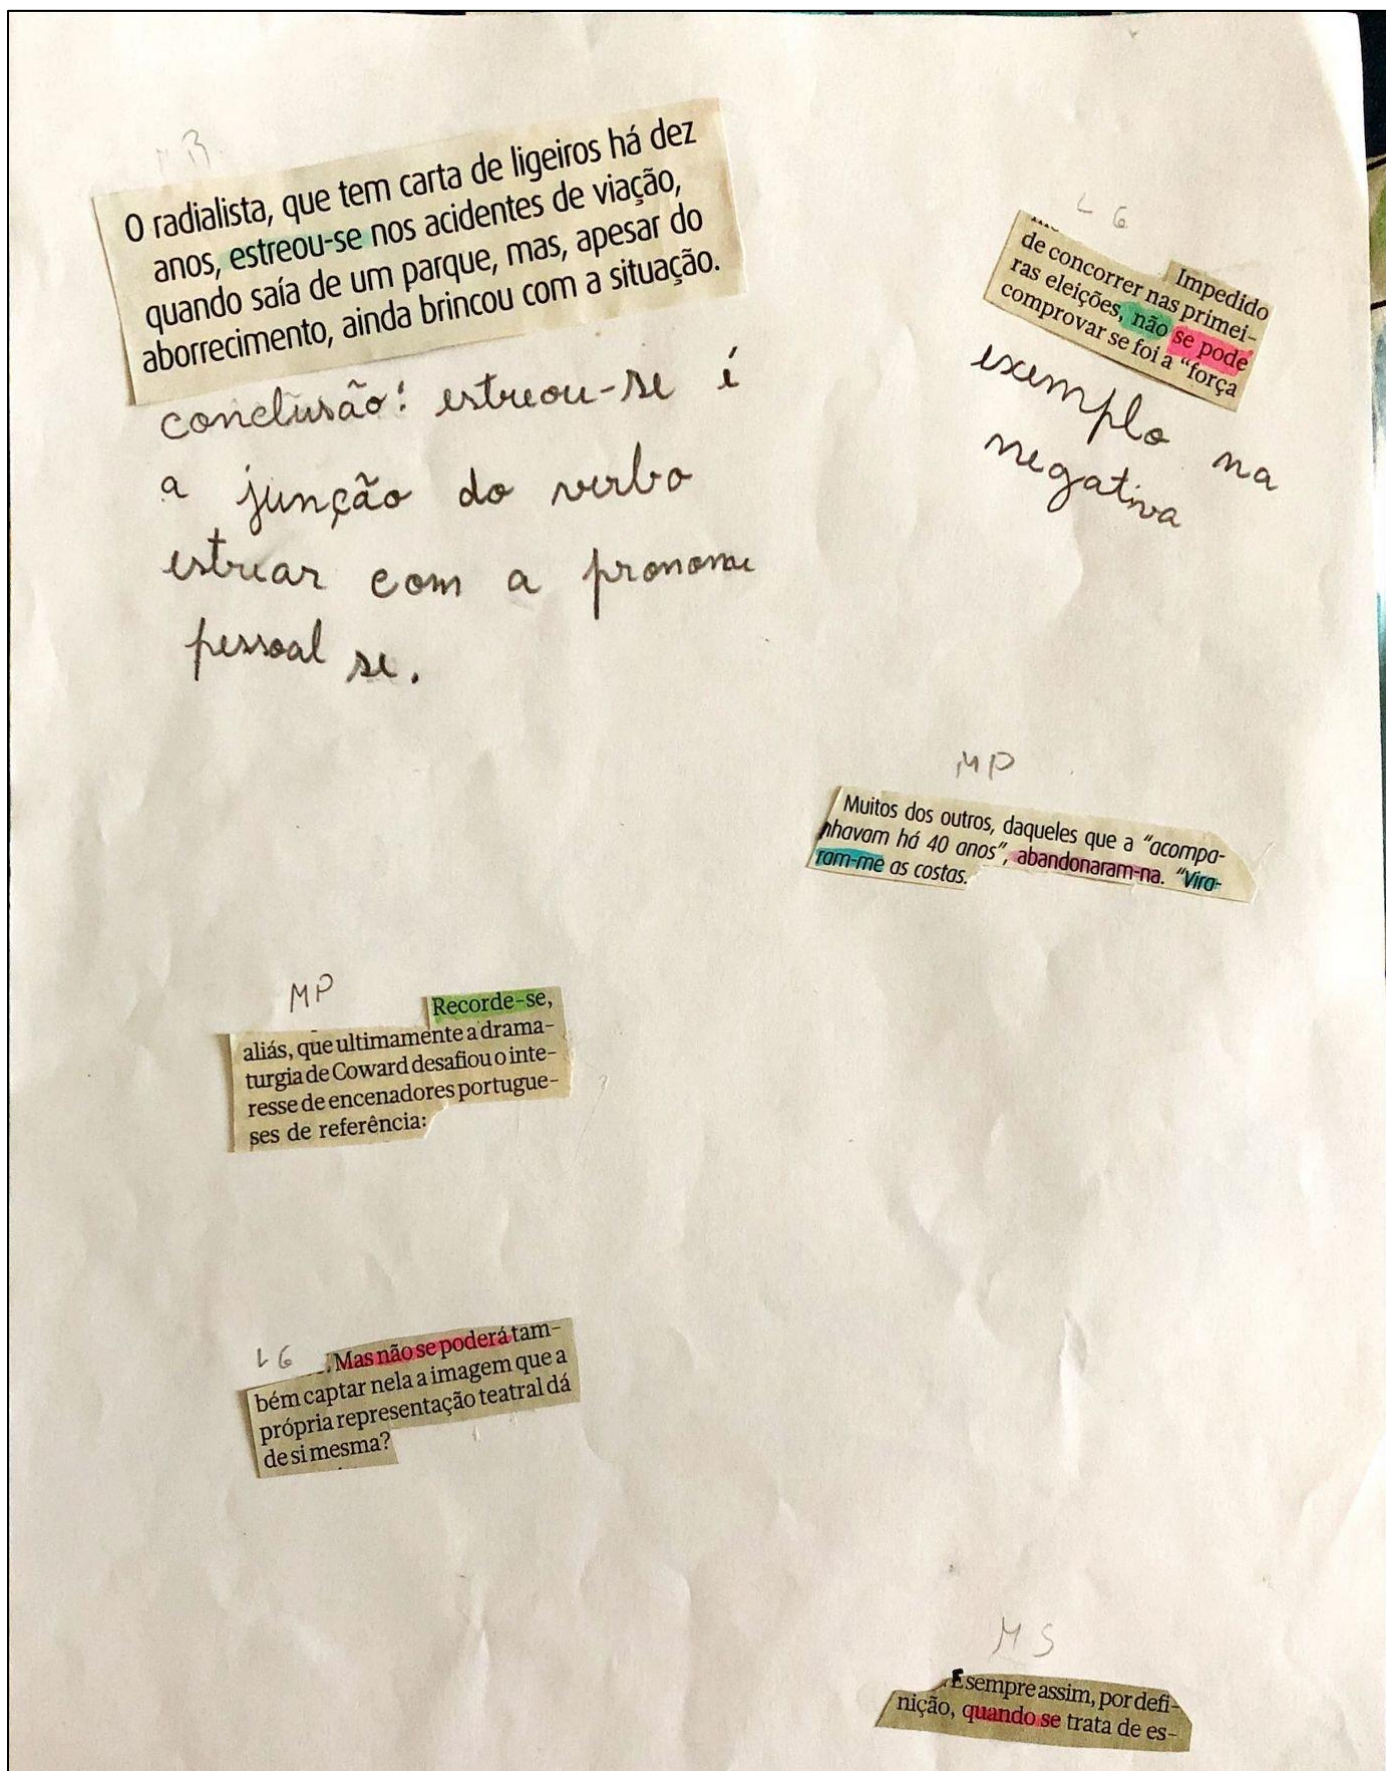 O radialista, que tem carta de ligeiros há dez
anos, estreou-se nos acidentes de viação,
quando saía de um parque, mas, apesar do
aborrecimento, ainda brincou com a situação.
conclusão: estreou-se é
a junção do verbo
estrear com a pronome
pessoal se.
L G
Impedido
de concorrer nas primei-
ras eleições, não se pode
comprovar se foi a "força
exemplo na
negativa
MP
Muitos dos outros, daqueles que a "acompa-
nhavam há 40 anos", abandonaram-na. "Vira-
ram-me as costas.
MP
Recorde-se,
aliás, que ultimamente a drama-
turgia de Coward desafiou o inte-
resse de encenadores portugue-
ses de referência:
L G
. Mas não se poderá tam-
bém captar nela a imagem que a
própria representação teatral dá
de si mesma?
M S
É sempre assim, por defi-
nição, quando se trata de es-